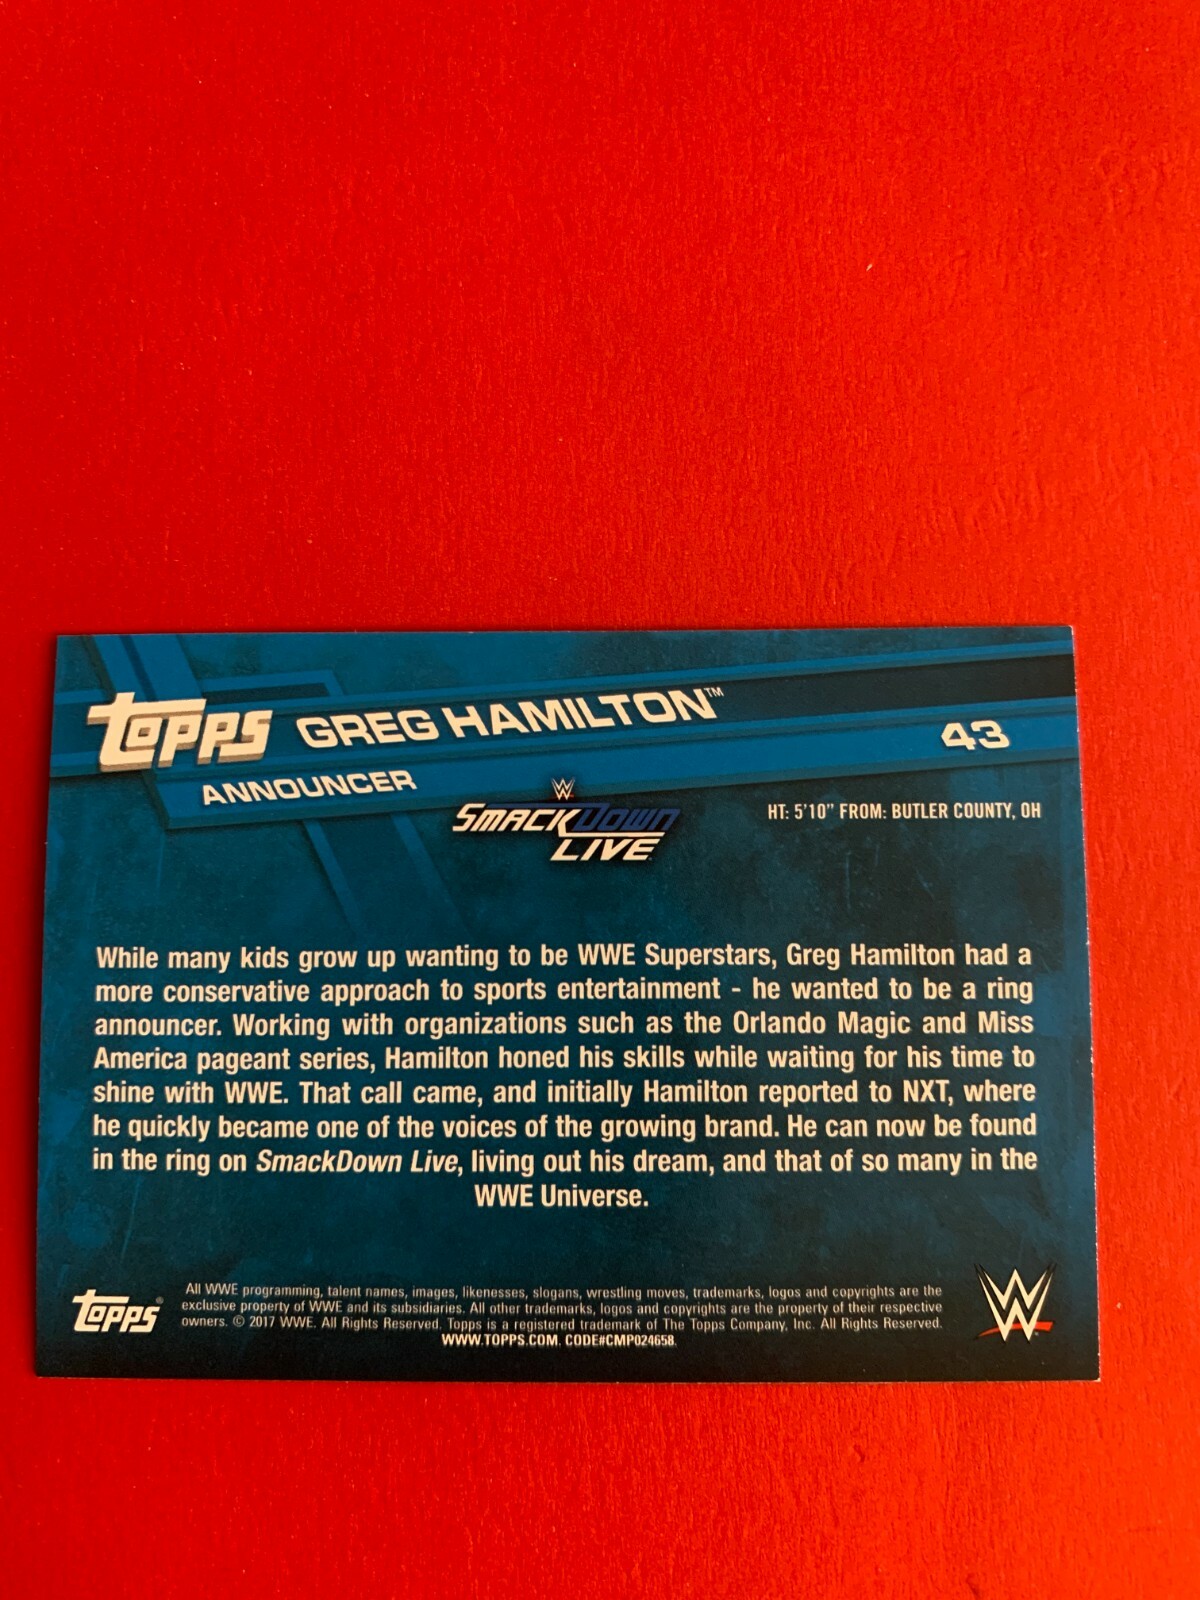 TOPPS GREG HAMILTON™
43
ANNOUNCER
W
SMACKDOWN
LIVE
HT: 5'10" FROM: BUTLER COUNTY, OH
While many kids grow up wanting to be WWE Superstars, Greg Hamilton had a
more conservative approach to sports entertainment - he wanted to be a ring
announcer. Working with organizations such as the Orlando Magic and Miss
America pageant series, Hamilton honed his skills while waiting for his time to
shine with WWE. That call came, and initially Hamilton reported to NXT, where
he quickly became one of the voices of the growing brand. He can now be found
in the ring on SmackDown Live, living out his dream, and that of so many in the
WWE Universe.
TOPPS®
All WWE programming, talent names, images, likenesses, slogans, wrestling moves, trademarks, logos and copyrights are the
exclusive property of WWE and its subsidiaries. All other trademarks, logos and copyrights are the property of their respective
owners. © 2017 WWE. All Rights Reserved. Topps is a registered trademark of The Topps Company, Inc. All Rights Reserved.
WWW.TOPPS.COM. CODE#CMP024658.
W